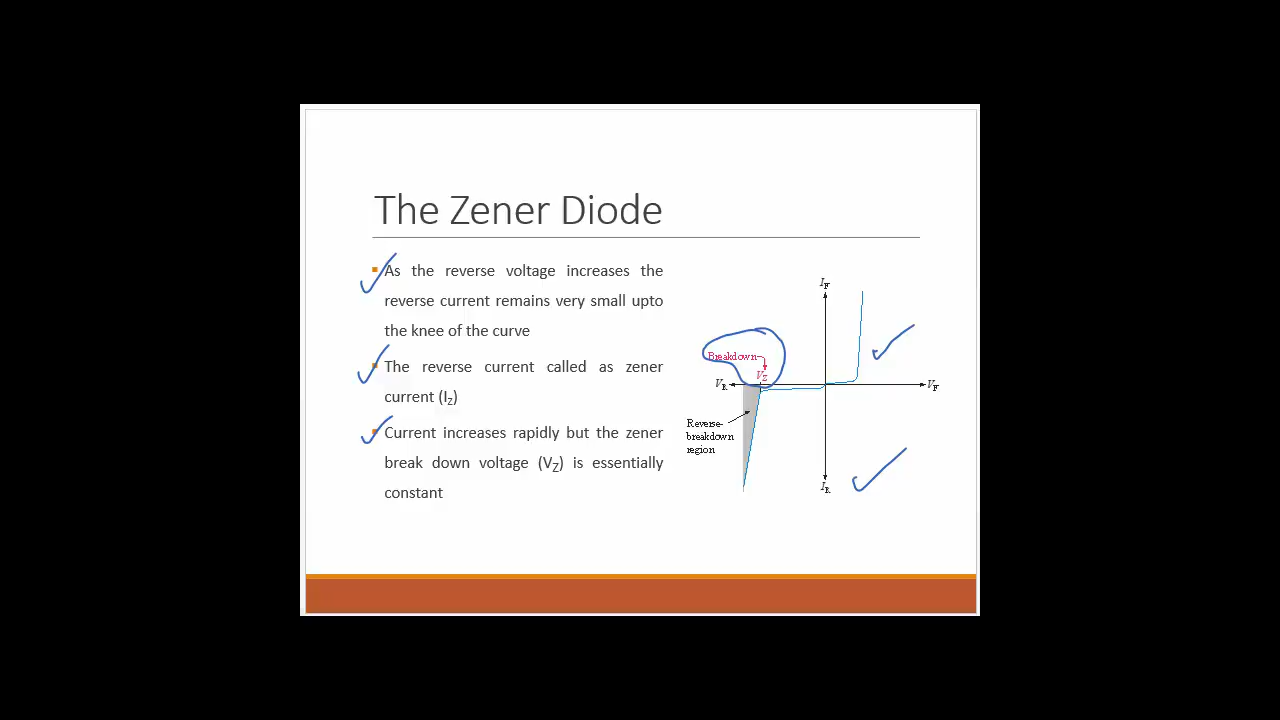 The Zener Diode
As the reverse voltage increases the
reverse current remains very small upto
the knee of the curve
The reverse current called as zener
current (IZ)
Current increases rapidly but the zener
break down voltage (VZ) is essentially
constant
IF
Breakdown
VZ
VR
VF
Reverse-
breakdown
region
IR